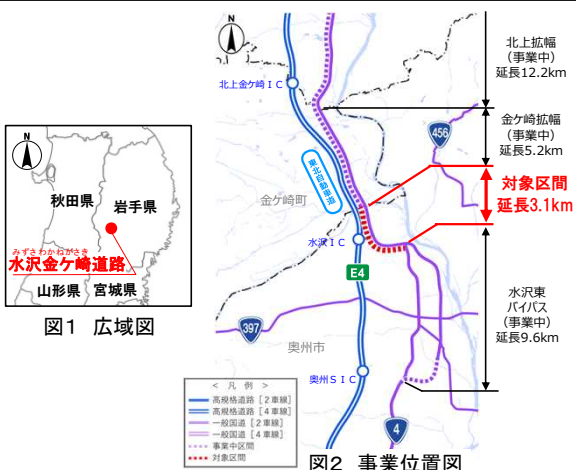 N
秋田県
岩手県
みずさわかねがさき
水沢金ケ崎道路
山形県
宮城県
図1 広域図
N
北上金ケ崎IC
東北自動車道
金ケ崎町
水沢IC
E4
456
397
奥州市
奥州SIC
4
北上拡幅
(事業中)
延長12.2km
金ケ崎拡幅
(事業中)
延長5.2km
対象区間
延長3.1km
水沢東
バイパス
(事業中)
延長9.6km
< 凡 例 >
高規格道路 [2車線]
高規格道路 [4車線]
一般国道 [2車線]
一般国道 [4車線]
事業中区間
対象区間
図2 事業位置図